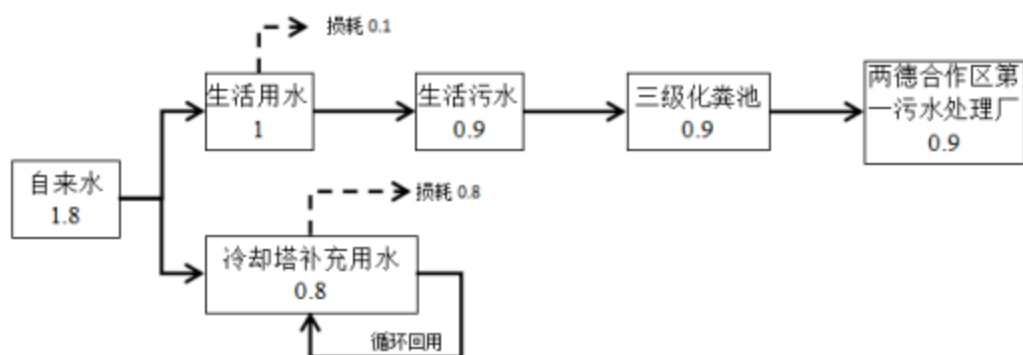 损耗 0.1
生活用水
1
生活污水
0.9
三级化粪池
0.9
两德合作区第
一污水处理厂
0.9
自来水
1.8
损耗 0.8
冷却塔补充用水
0.8
循环回用